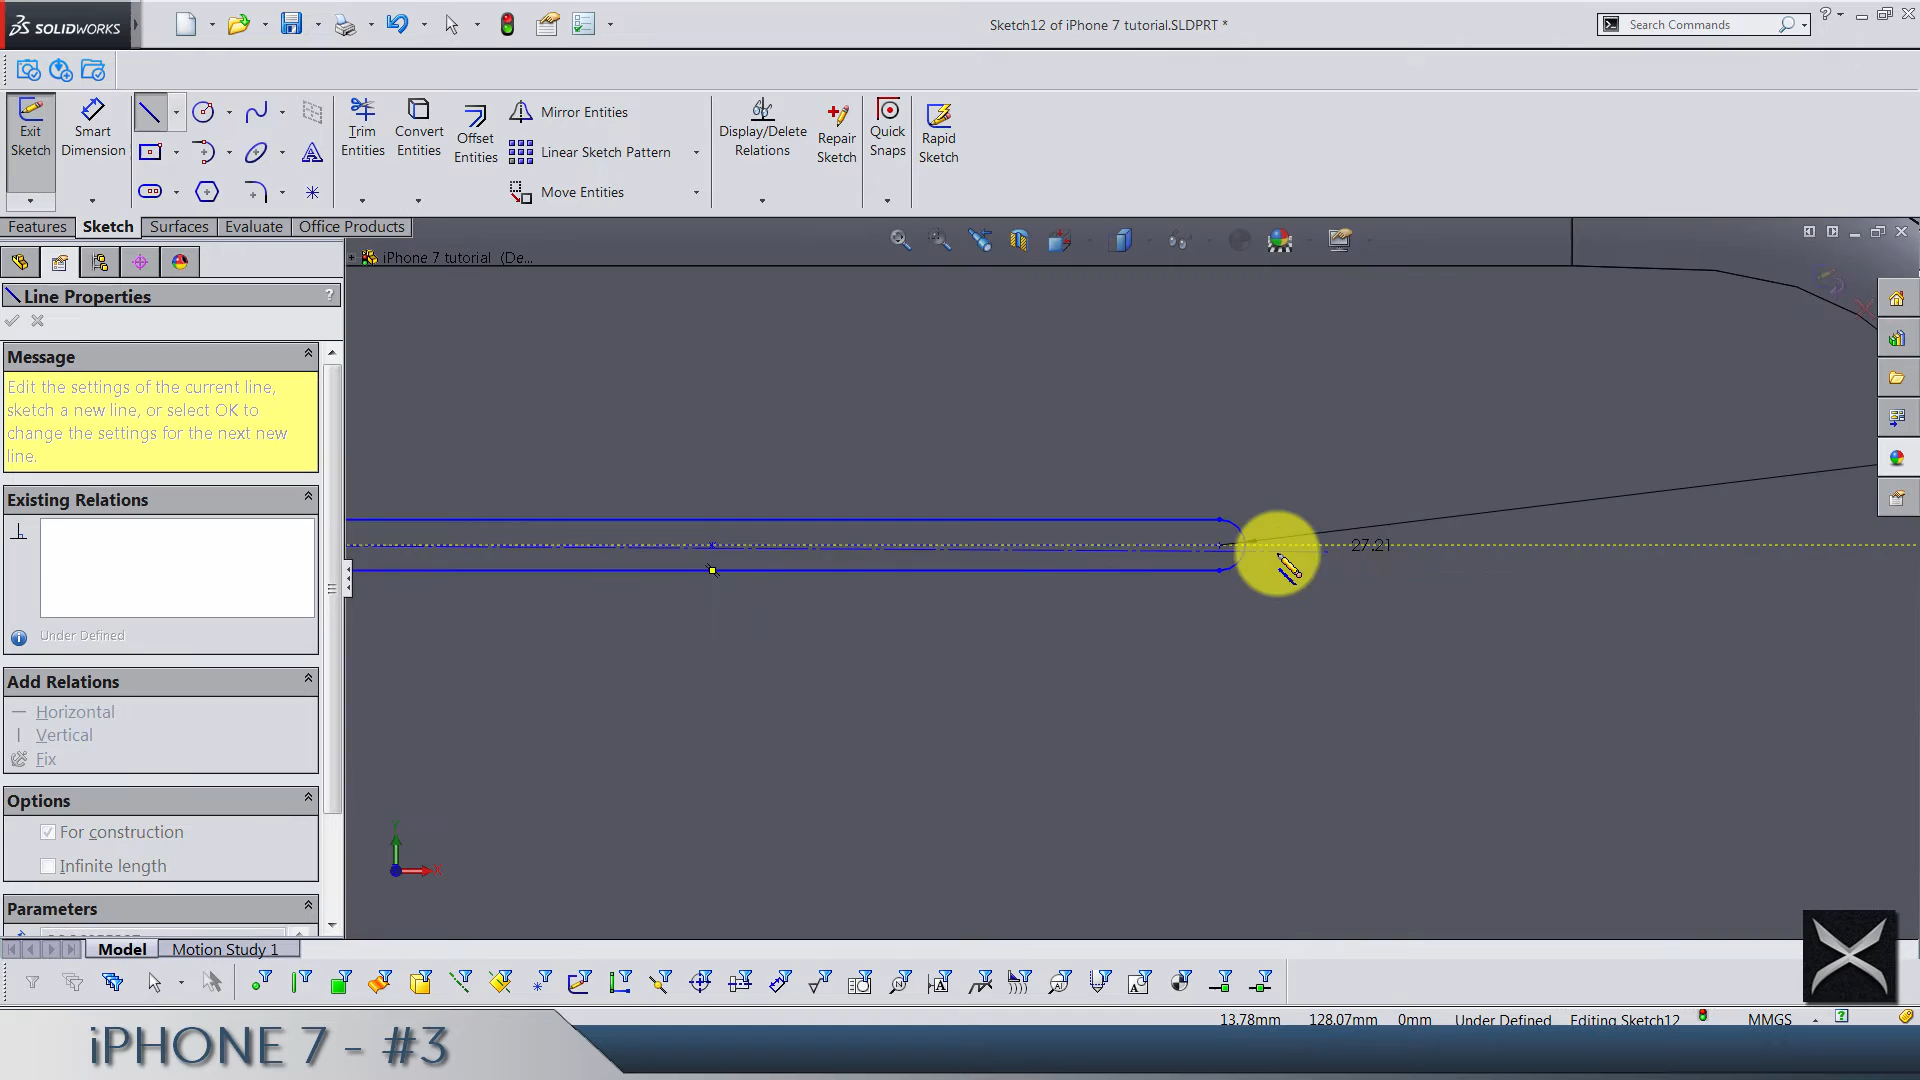 SOLIDWORKS
Sketch12 of iPhone 7 tutorial.SLDPRT *
Search Commands
Exit Sketch
Smart Dimension
Trim Entities
Convert Entities
Offset Entities
Mirror Entities
Linear Sketch Pattern
Move Entities
Display/Delete Relations
Repair Sketch
Quick Snaps
Rapid Sketch
Features Sketch Surfaces Evaluate Office Products
iPhone 7 tutorial (De...
Line Properties ?
Message
Edit the settings of the current line,
sketch a new line, or select OK to
change the settings for the next new
line.
Existing Relations
Under Defined
Add Relations
Horizontal
Vertical
Fix
Options
For construction
Infinite length
Parameters
27.21
Y
X
Model Motion Study 1
13.78mm 128.07mm 0mm Under Defined Editing Sketch12 MMGS
iPHONE 7 - #3